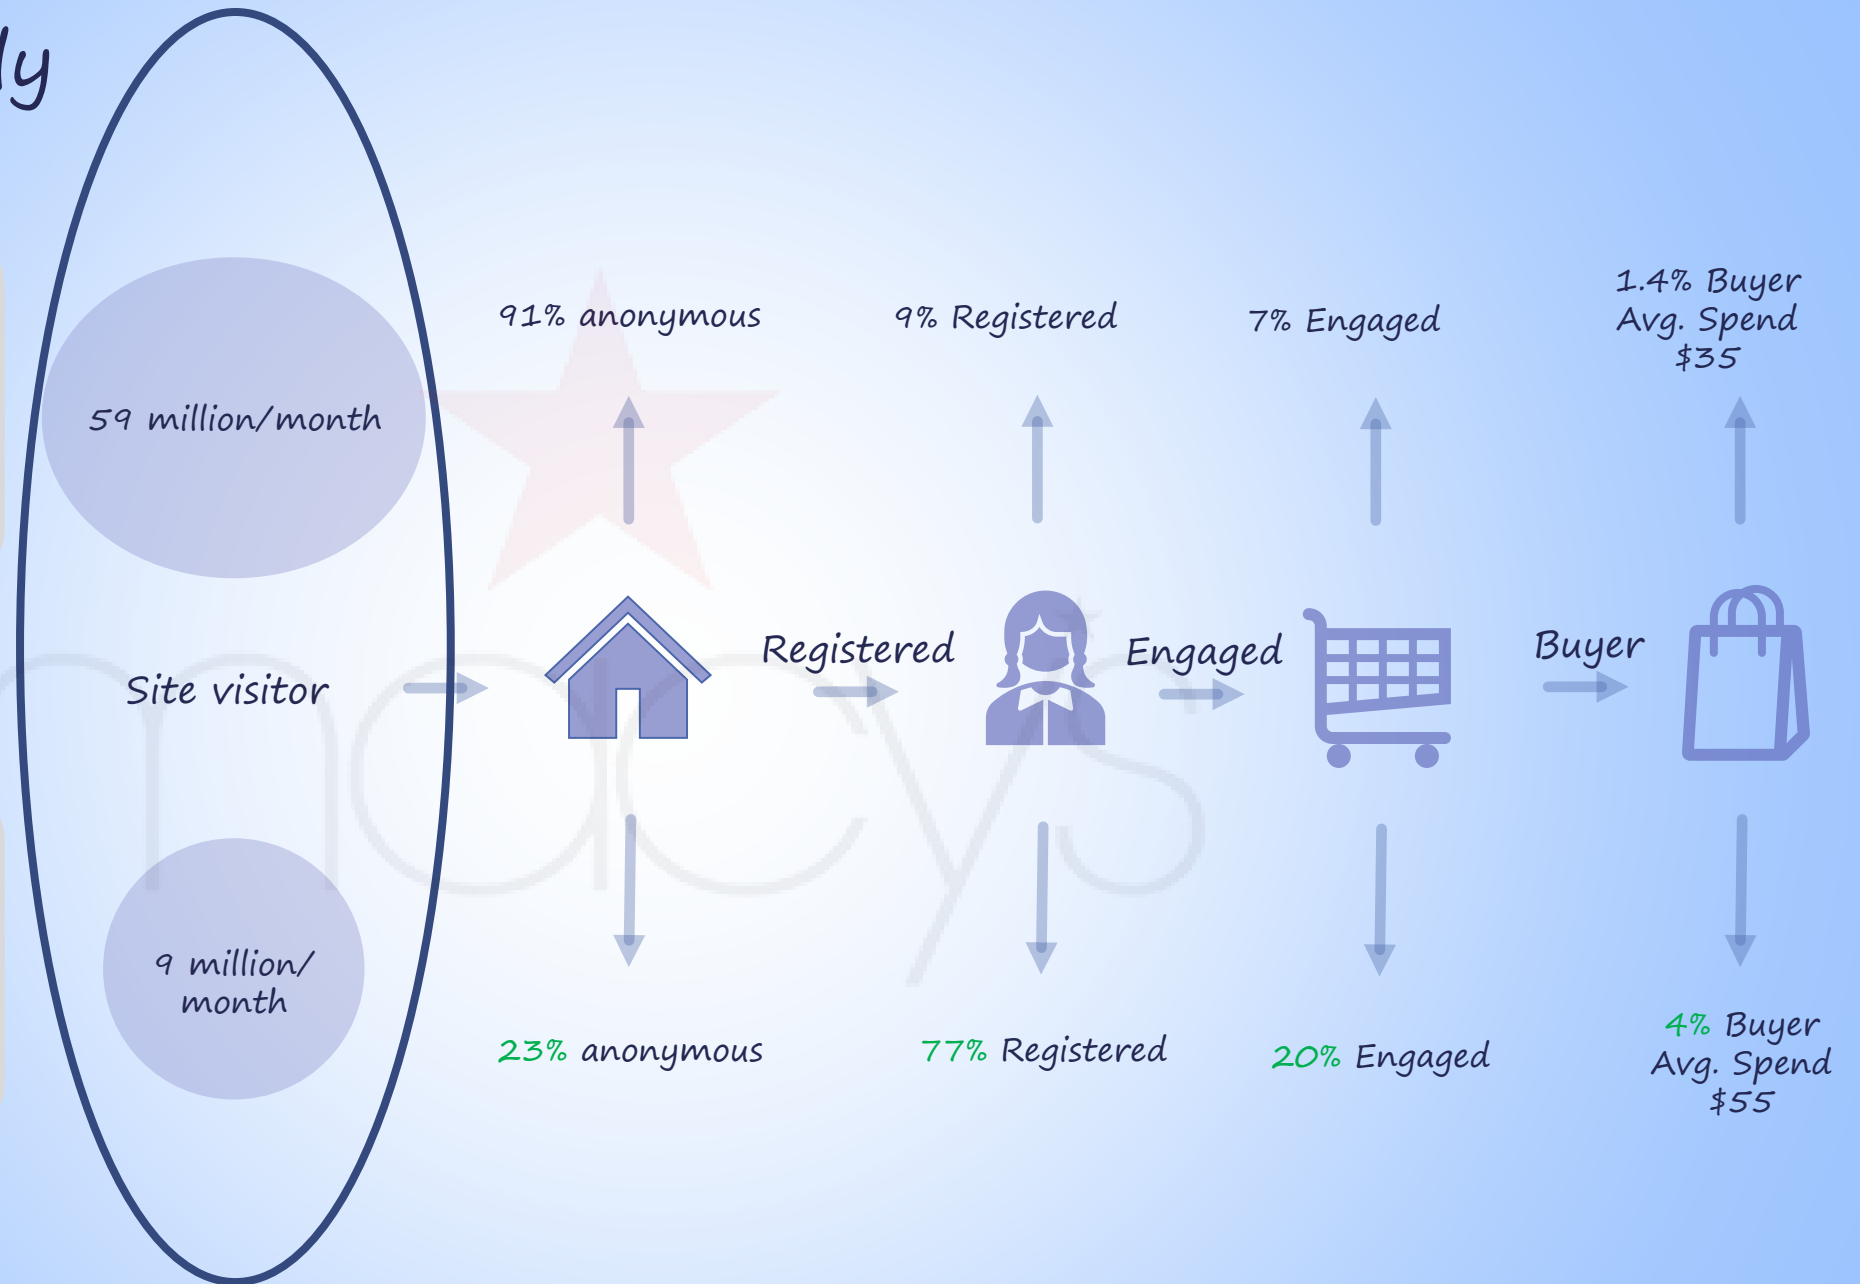 59 million/month
91% anonymous
9% Registered
7% Engaged
1.4% Buyer
Avg. Spend
$35
Site visitor
Registered
Engaged
Buyer
macys
9 million/
month
23% anonymous
77% Registered
20% Engaged
4% Buyer
Avg. Spend
$55